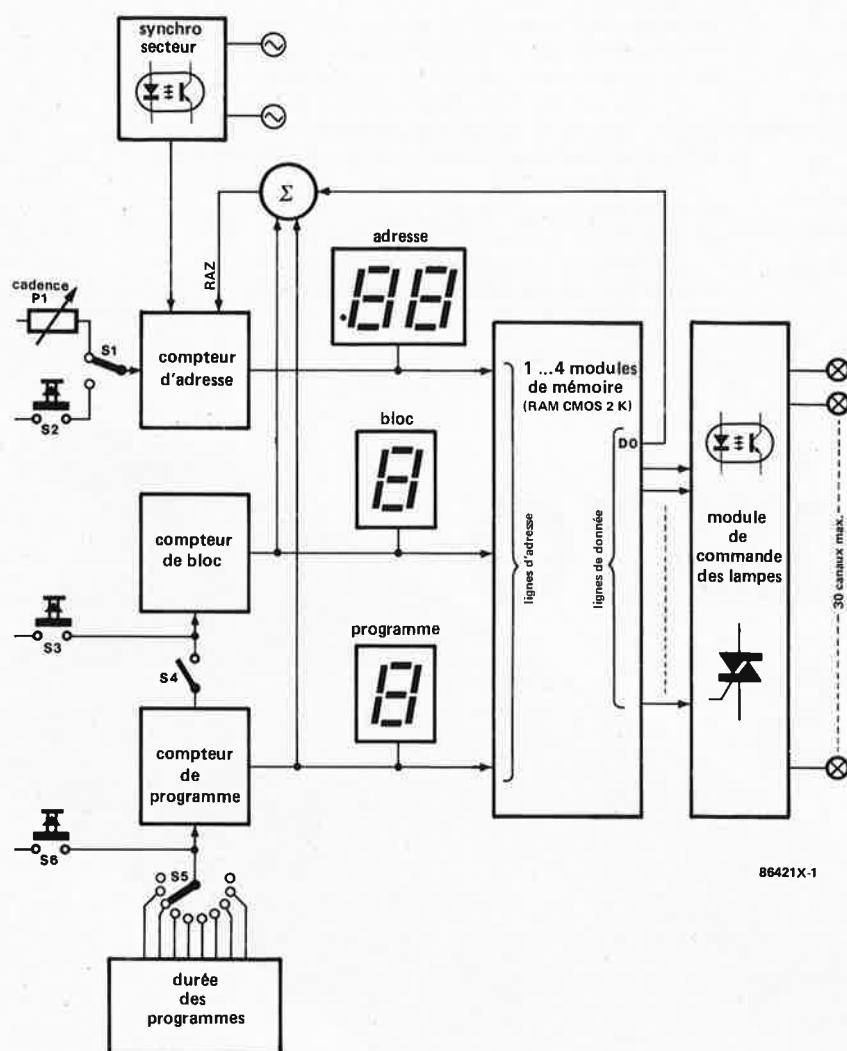 synchro
secteur
Σ
RAZ
adresse
cadence
P1
S1
S2
compteur
d'adresse
1 ...4 modules
de mémoire
(RAM CMOS 2 K)
D0
bloc
compteur
de bloc
lignes d'adresse
lignes de donnée
module
de
commande
des lampes
30 canaux max.
S3
programme
S4
compteur
de
programme
S6
S5
86421X-1
durée
des
programmes